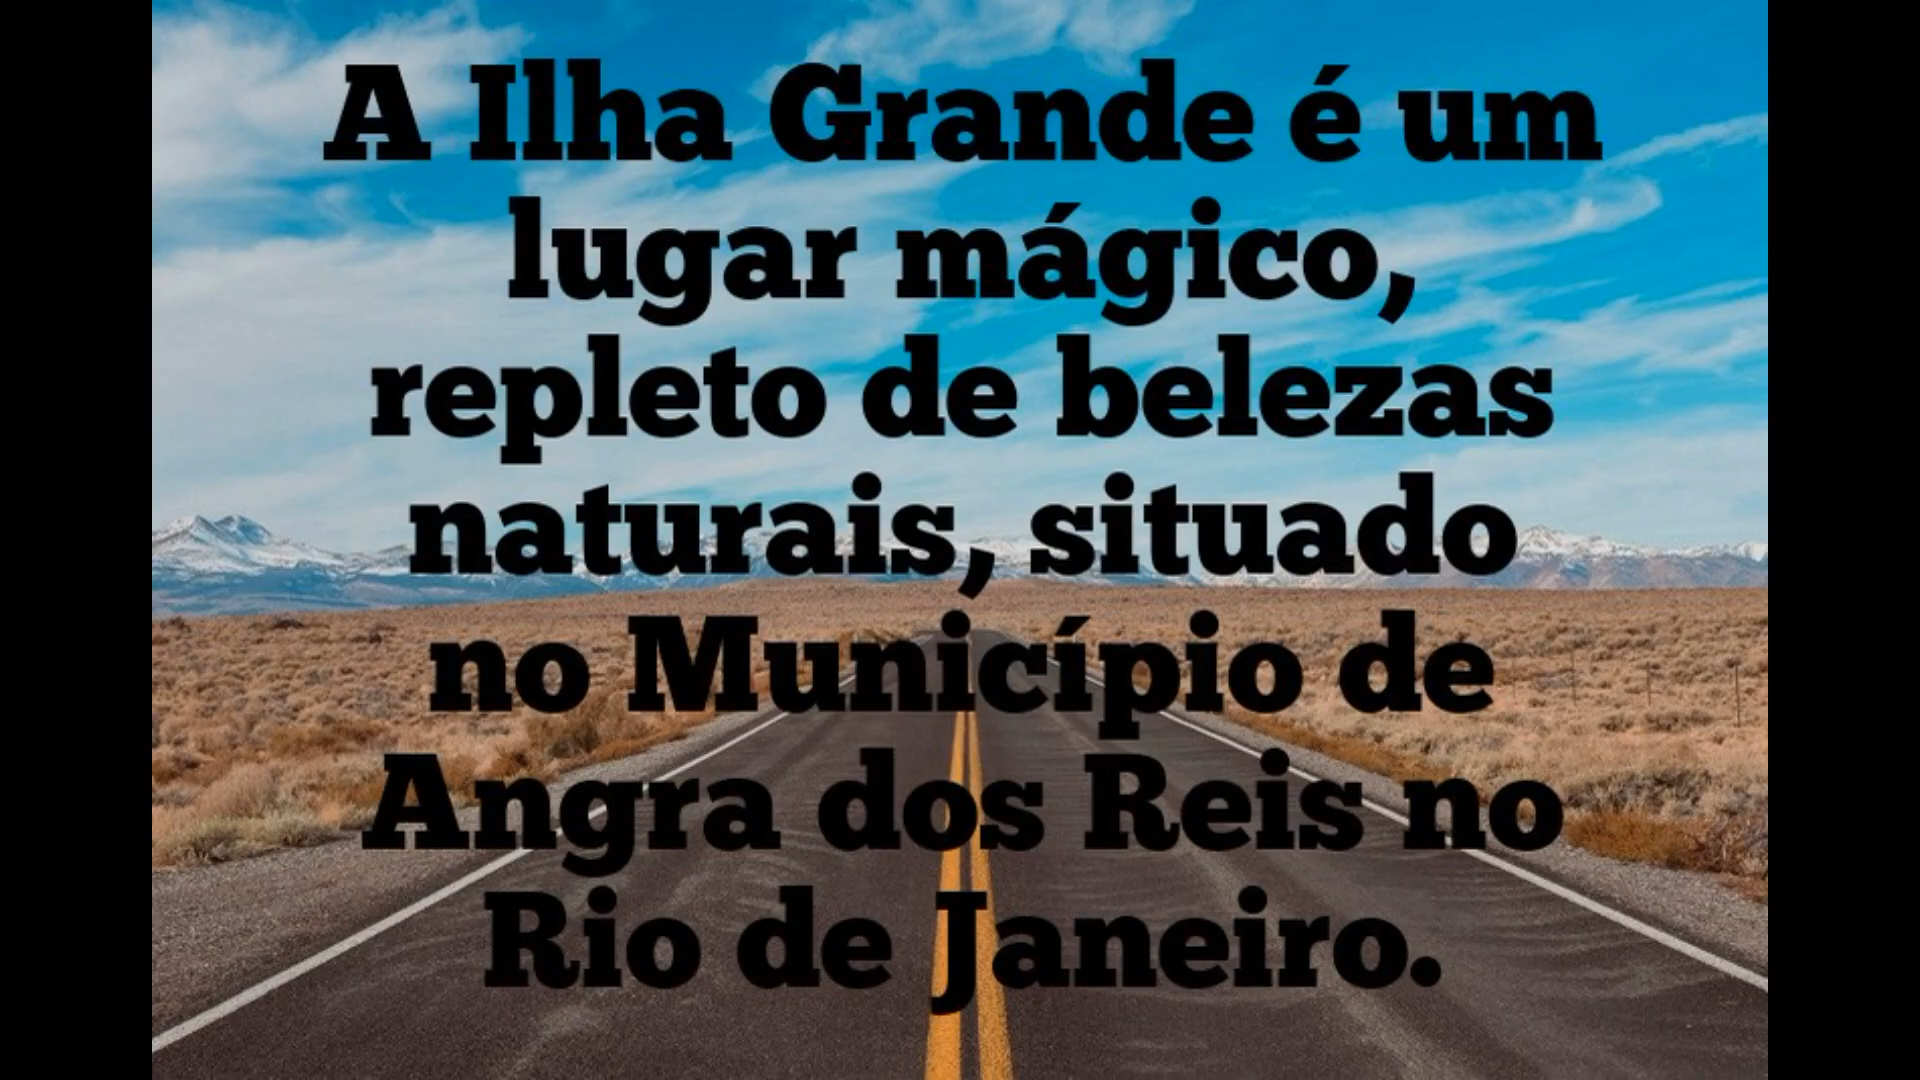 A Ilha Grande é um
lugar mágico,
repleto de belezas
naturais, situado
no Município de
Angra dos Reis no
Rio de Janeiro.